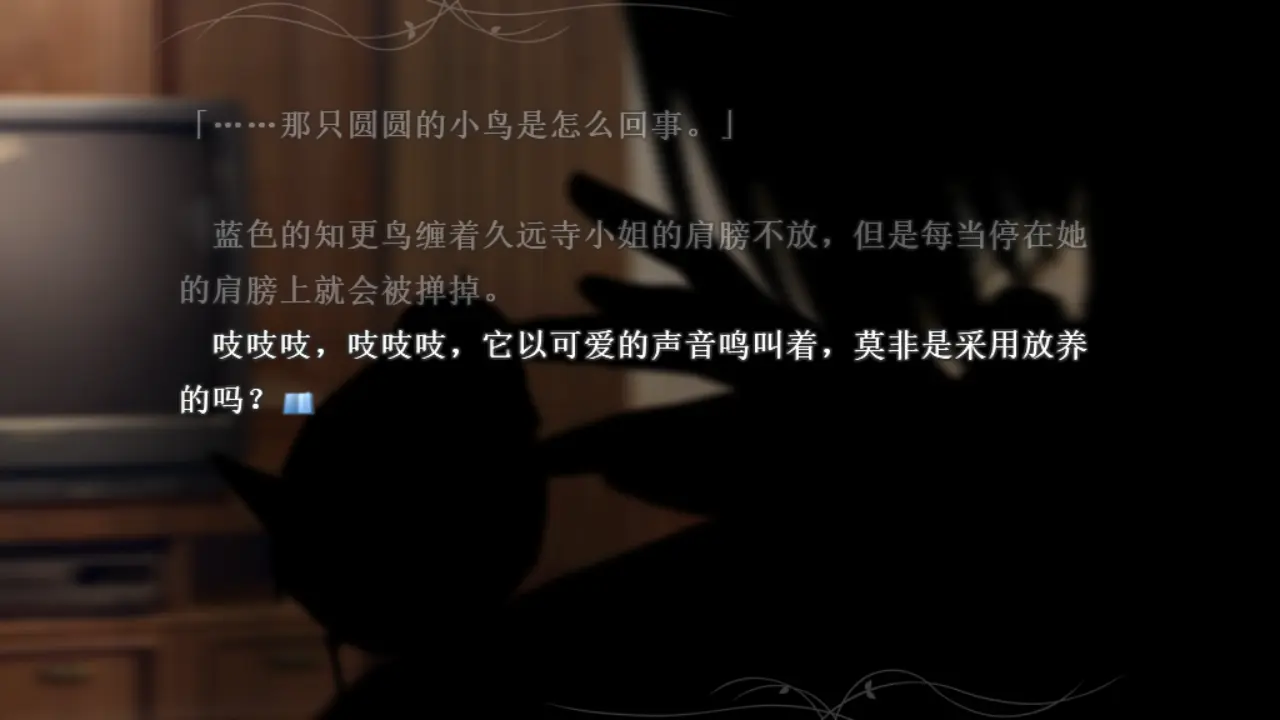 「……那只圆圆的小鸟是怎么回事。」
蓝色的知更鸟缠着久远寺小姐的肩膀不放，但是每当停在她
的肩膀上就会被掸掉。
吱吱吱，吱吱吱，它以可爱的声音鸣叫着，莫非是采用放养
的吗？